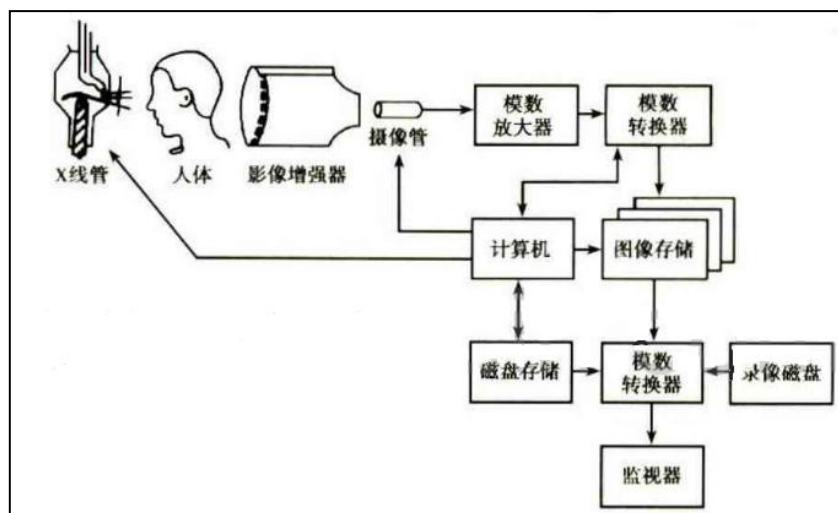 X线管
人体
影像增强器
摄像管
模数
放大器
模数
转换器
计算机
图像存储
磁盘存储
模数
转换器
录像磁盘
监视器